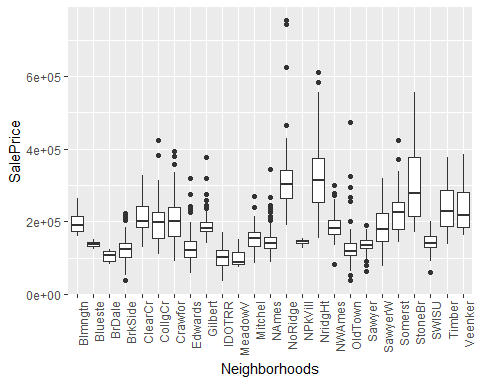 SalePrice
6e+05
4e+05
2e+05
0e+00
Blmngtn
Blueste
BrDale
BrkSide
ClearCr
CollgCr
Crawfor
Edwards
Gilbert
IDOTRR
MeadowV
Mitchel
NAmes
NoRidge
NPkVill
NridgHt
NWAmes
OldTown
Sawyer
SawyerW
Somerst
StoneBr
SWISU
Timber
Veenker
Neighborhoods